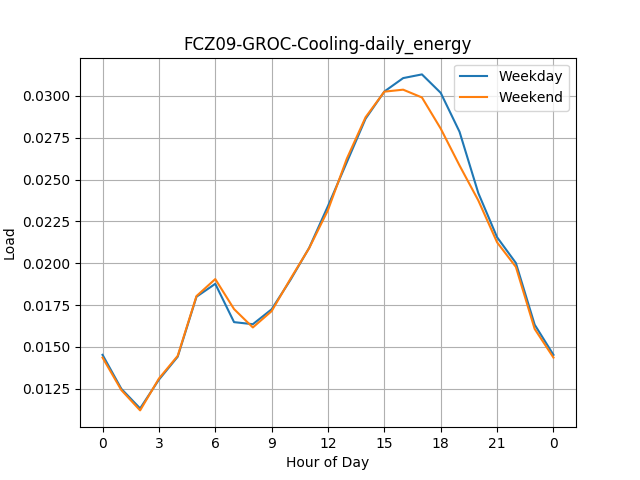 FCZ09-GROC-Cooling-daily_energy
Weekday
Weekend
0.0300
0.0275
0.0250
0.0225
0.0200
0.0175
0.0150
0.0125
Load
0 3 6 9 12 15 18 21 0
Hour of Day